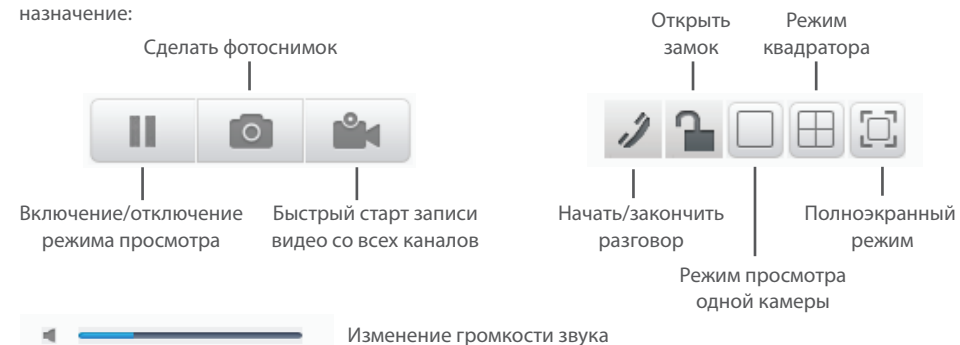 назначение:
Сделать фотоснимок
Открыть
замок
Режим
квадратора
Включение/отключение
режима просмотра
Быстрый старт записи
видео со всех каналов
Начать/закончить
разговор
Режим просмотра
одной камеры
Полноэкранный
режим
Изменение громкости звука